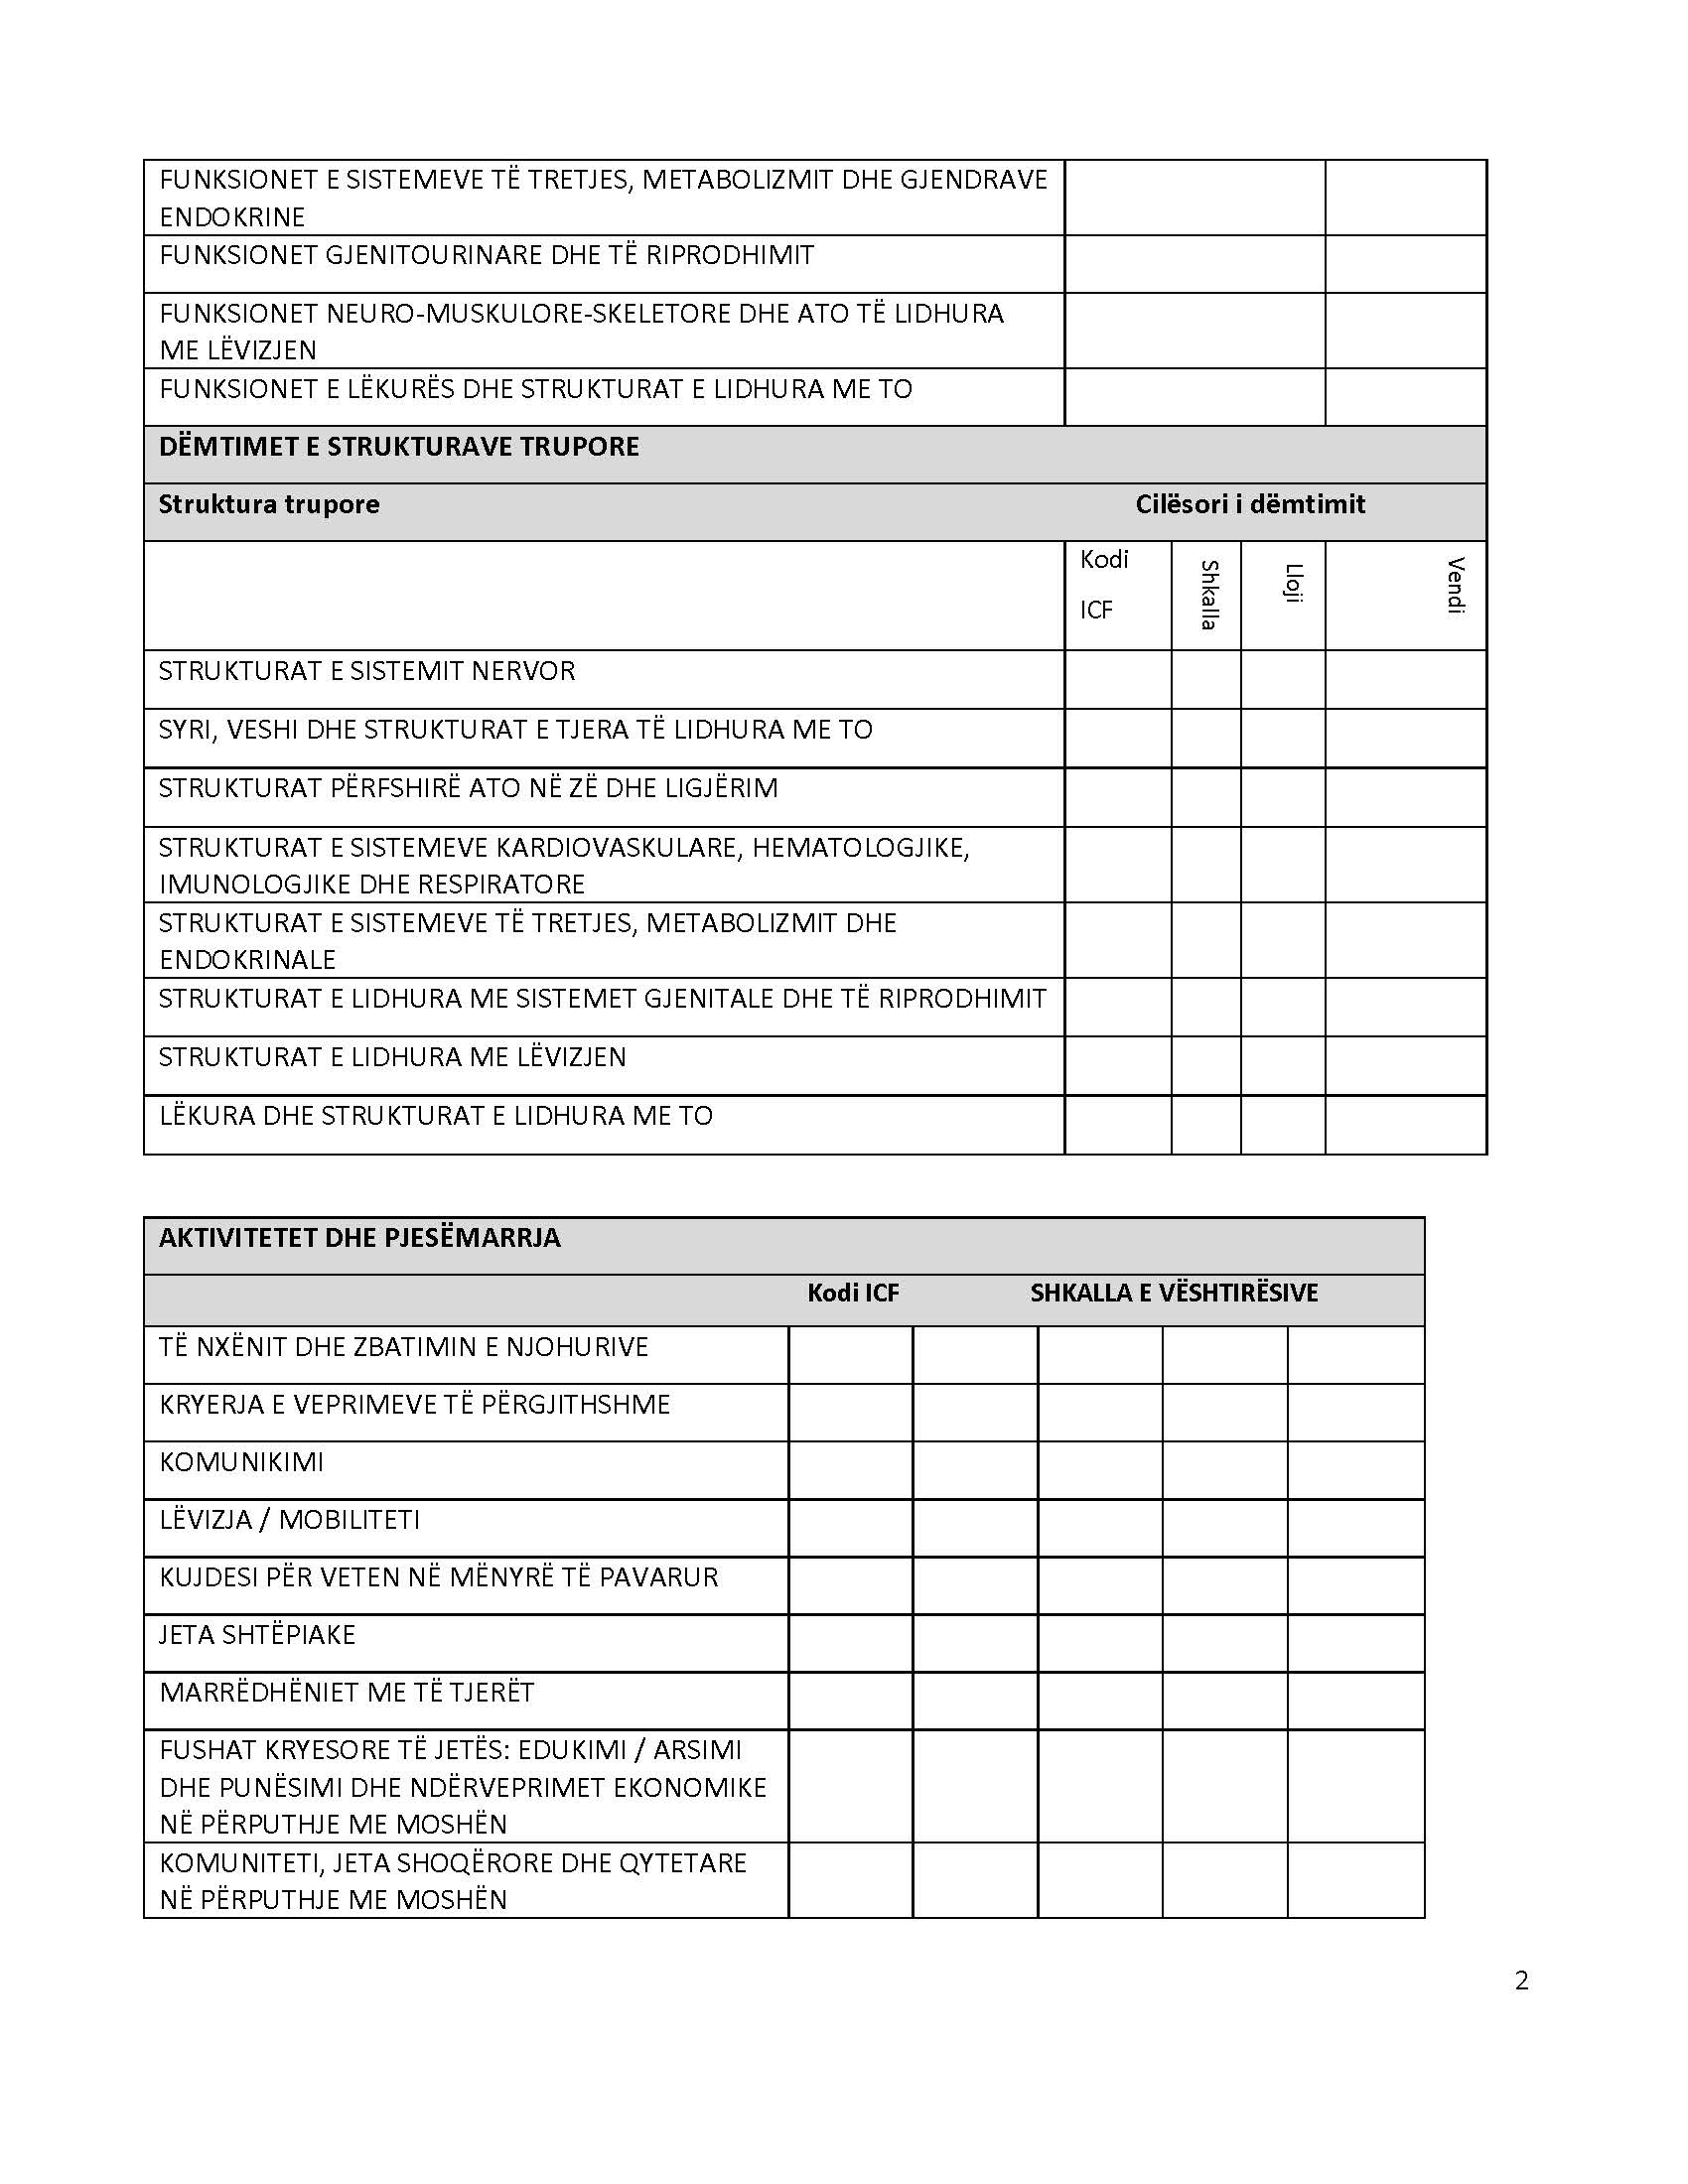 FUNKSIONET E SISTEMEVE TË TRETJES, METABOLIZMIT DHE GJENDRAVE
ENDOKRINE
FUNKSIONET GJENITOURINARE DHE TË RIPRODHIMIT
FUNKSIONET NEURO-MUSKULORE-SKELETORE DHE ATO TË LIDHURA
ME LËVIZJEN
FUNKSIONET E LËKURËS DHE STRUKTURAT E LIDHURA ME TO
DËMTIMET E STRUKTURAVE TRUPORE
Struktura trupore Cilësori i dëmtimit
Kodi
ICF
Shkalla
Lloji
Vendi
STRUKTURAT E SISTEMIT NERVOR
SYRI, VESHI DHE STRUKTURAT E TJERA TË LIDHURA ME TO
STRUKTURAT PËRFSHIRË ATO NË ZË DHE LIGJËRIM
STRUKTURAT E SISTEMEVE KARDIOVASKULARE, HEMATOLOGJIKE,
IMUNOLOGJIKE DHE RESPIRATORE
STRUKTURAT E SISTEMEVE TË TRETJES, METABOLIZMIT DHE
ENDOKRINALE
STRUKTURAT E LIDHURA ME SISTEMET GJENITALE DHE TË RIPRODHIMIT
STRUKTURAT E LIDHURA ME LËVIZJEN
LËKURA DHE STRUKTURAT E LIDHURA ME TO
AKTIVITETET DHE PJESËMARRJA
Kodi ICF SHKALLA E VËSHTIRËSIVE
TË NXËNIT DHE ZBATIMIN E NJOHURIVE
KRYERJA E VEPRIMEVE TË PËRGJITHSHME
KOMUNIKIMI
LËVIZJA / MOBILITETI
KUJDESI PËR VETEN NË MËNYRË TË PAVARUR
JETA SHTËPIAKE
MARRËDHËNIET ME TË TJERËT
FUSHAT KRYESORE TË JETËS: EDUKIMI / ARSIMI
DHE PUNËSIMI DHE NDËRVEPRIMET EKONOMIKE
NË PËRPUTHJE ME MOSHËN
KOMUNITETI, JETA SHOQËRORE DHE QYTETARE
NË PËRPUTHJE ME MOSHËN
2